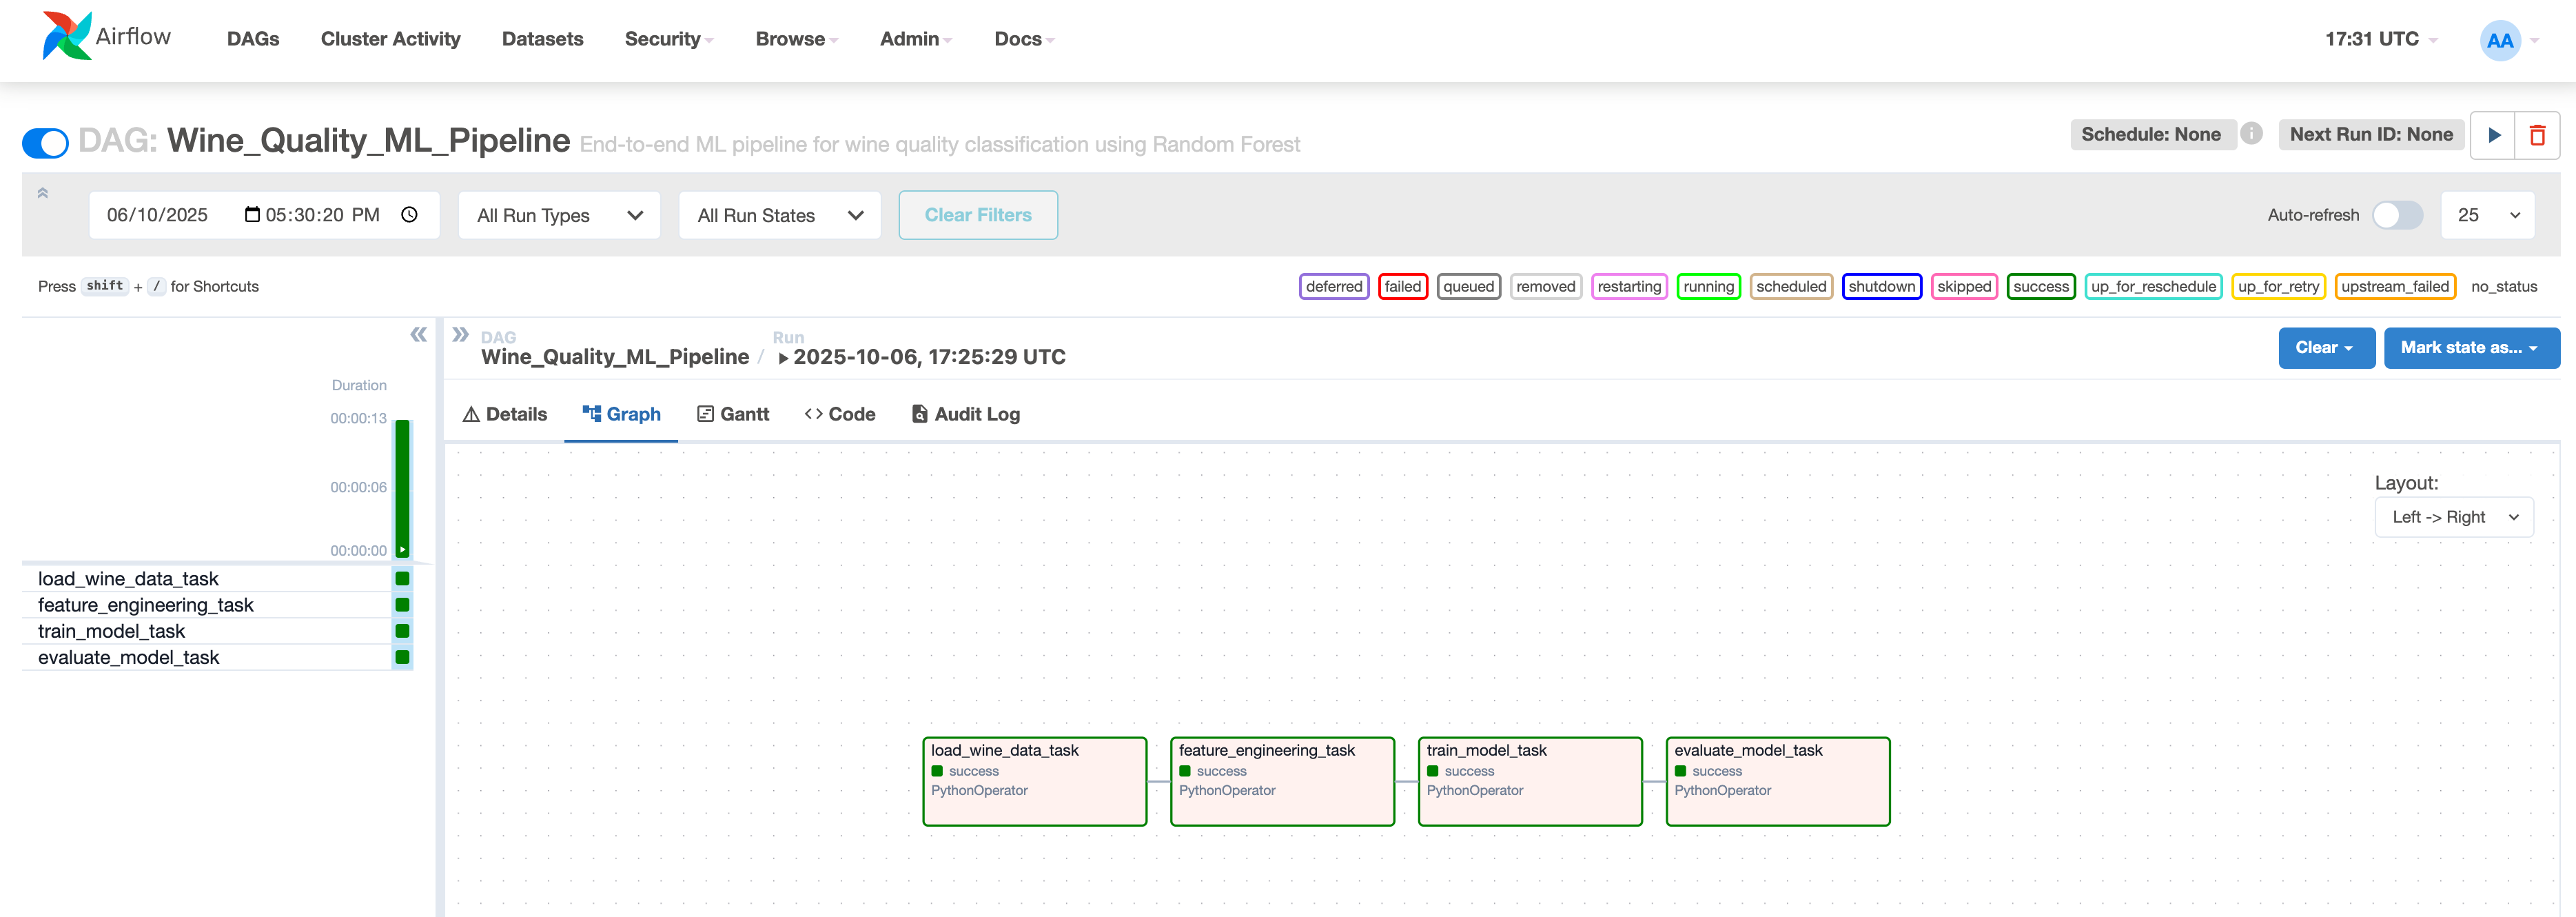 Airflow DAGs Cluster Activity Datasets Security Browse Admin Docs 17:31 UTC AA
DAG: Wine_Quality_ML_Pipeline End-to-end ML pipeline for wine quality classification using Random Forest Schedule: None i Next Run ID: None
06/10/2025 05:30:20 PM All Run Types All Run States Clear Filters Auto-refresh 25
Press shift + / for Shortcuts deferred failed queued removed restarting running scheduled shutdown skipped success up_for_reschedule up_for_retry upstream_failed no_status
DAG Run
Wine_Quality_ML_Pipeline / 2025-10-06, 17:25:29 UTC Clear Mark state as...
Duration
00:00:13
00:00:06
00:00:00
load_wine_data_task
feature_engineering_task
train_model_task
evaluate_model_task
Details Graph Gantt <> Code Audit Log
Layout:
Left -> Right
load_wine_data_task
success
PythonOperator
feature_engineering_task
success
PythonOperator
train_model_task
success
PythonOperator
evaluate_model_task
success
PythonOperator